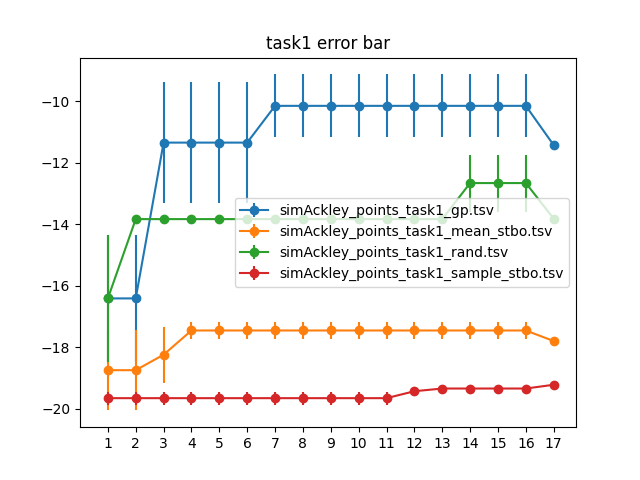 task1 error bar
−10
−12
−14
−16
−18
−20
simAckley_points_task1_gp.tsv
simAckley_points_task1_mean_stbo.tsv
simAckley_points_task1_rand.tsv
simAckley_points_task1_sample_stbo.tsv
1 2 3 4 5 6 7 8 9 10 11 12 13 14 15 16 17